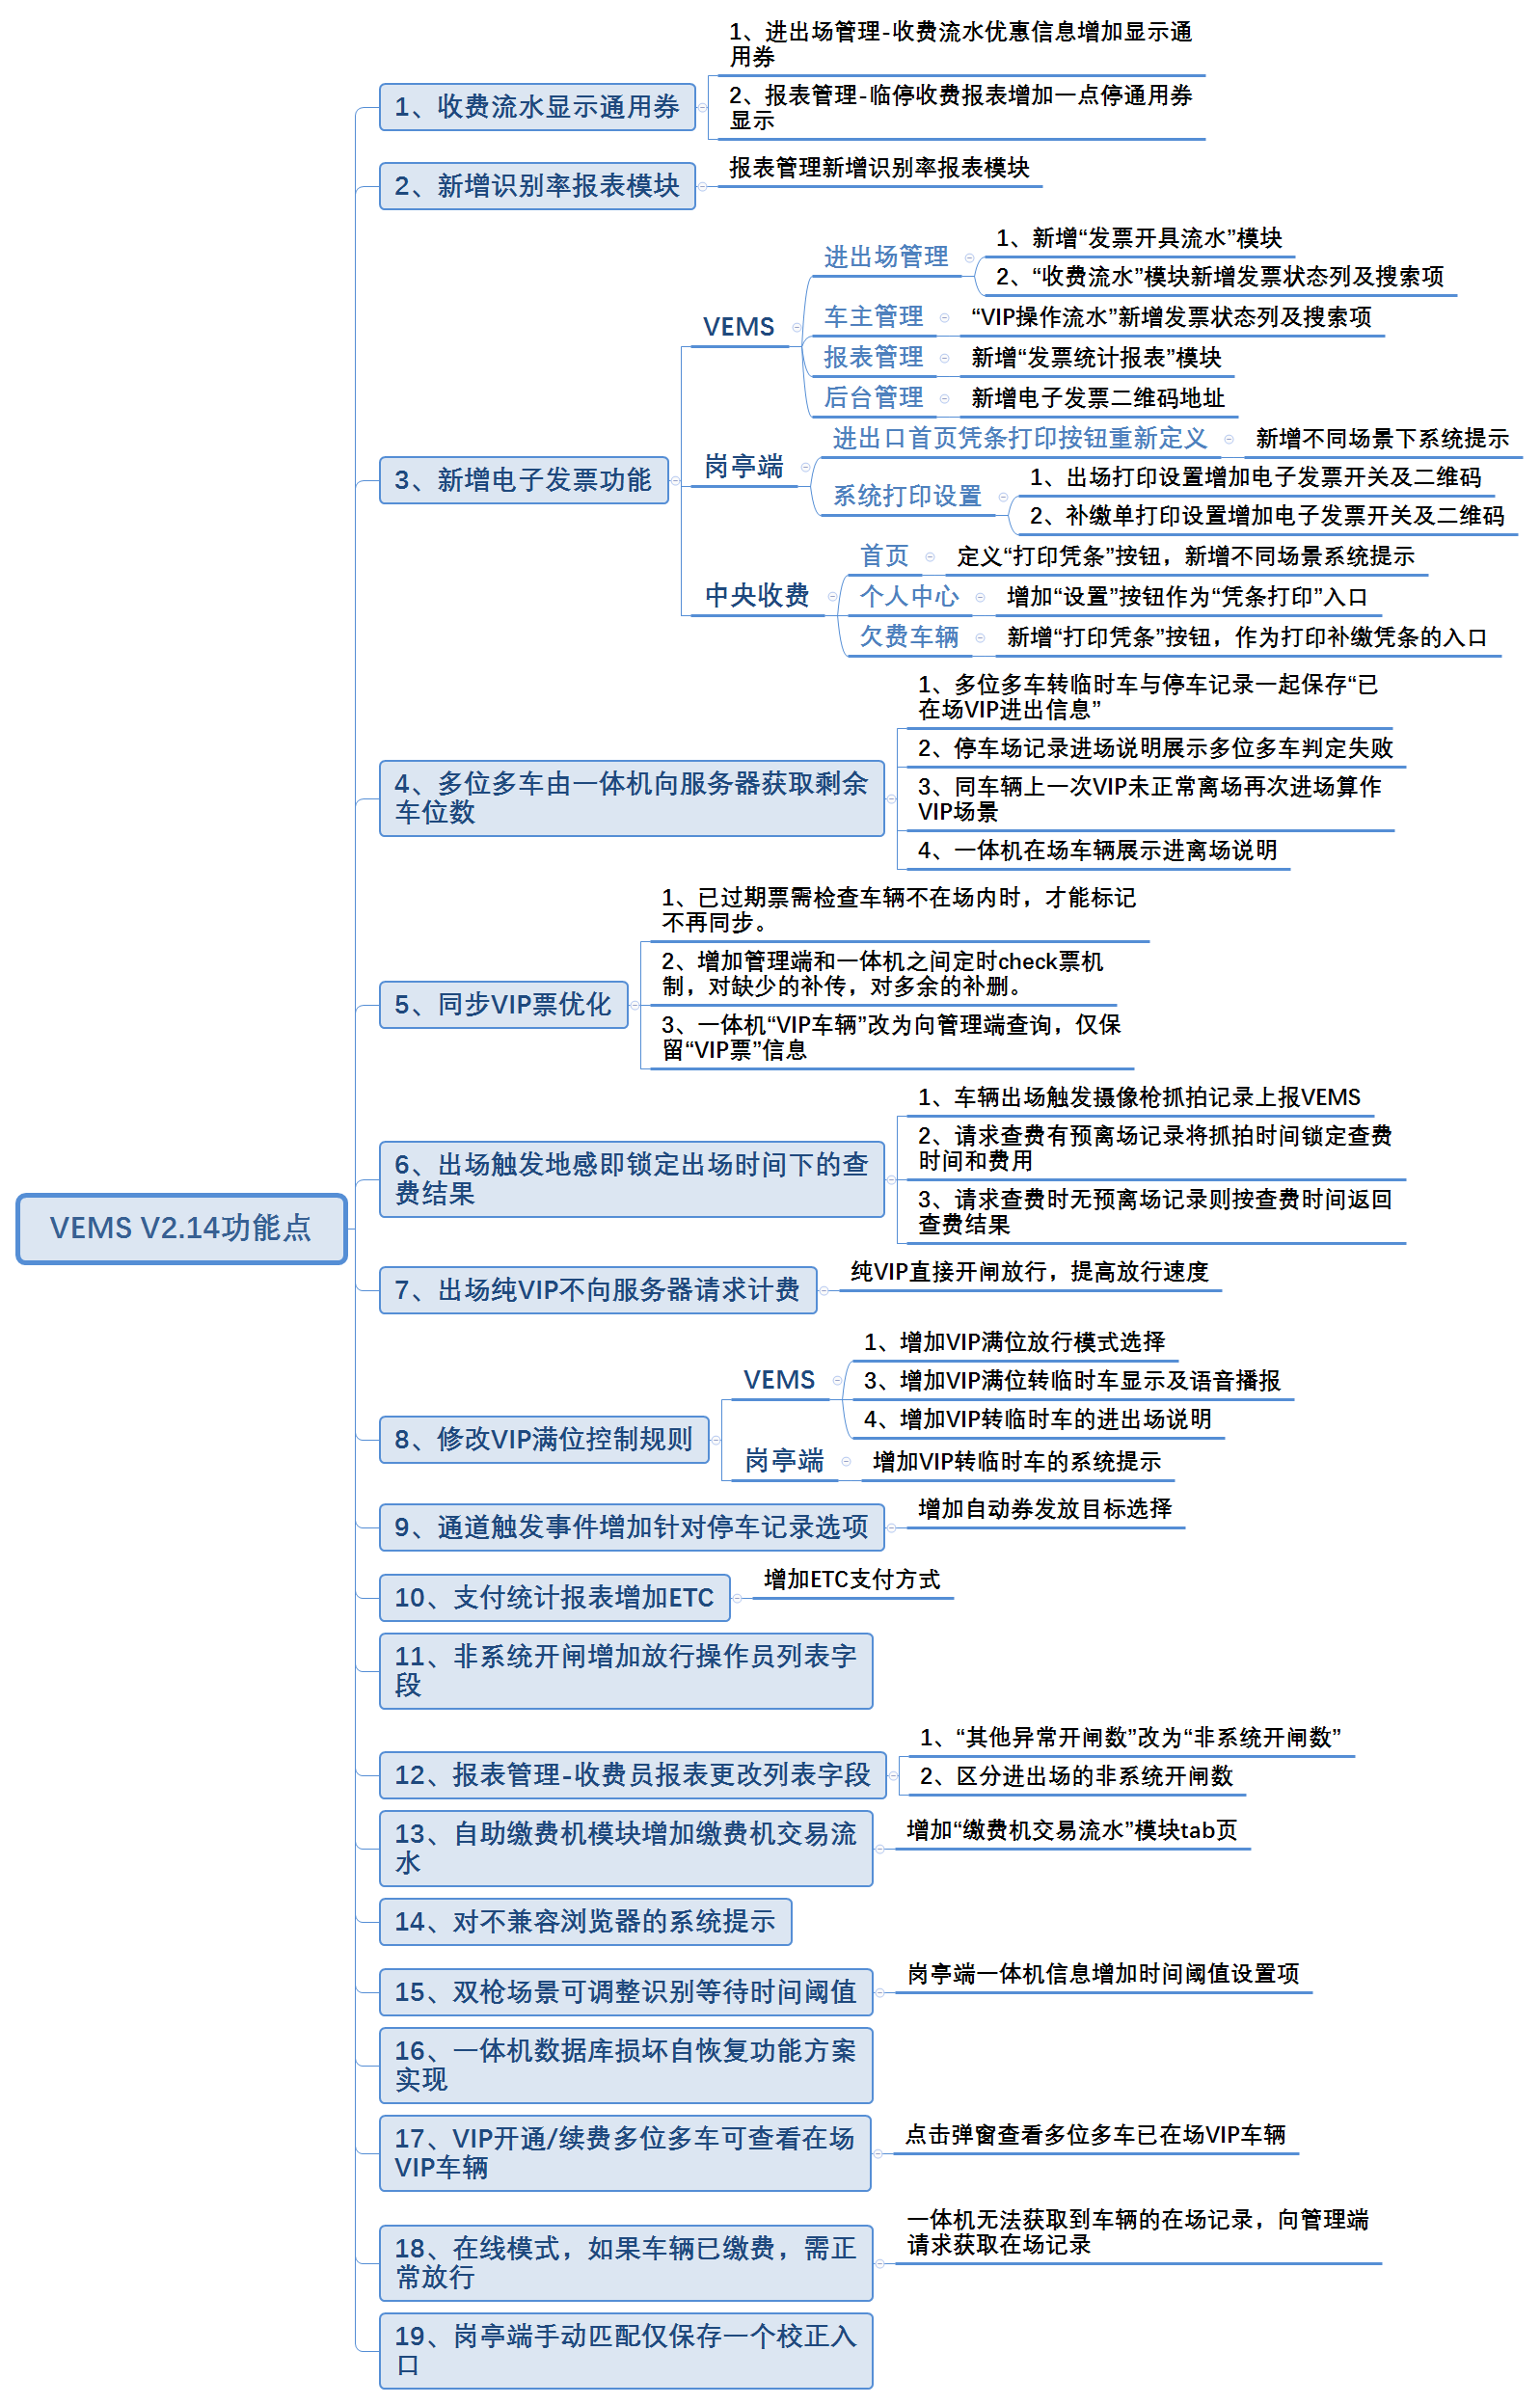 VEMS V2.14功能点
1、收费流水显示通用券
1、进出场管理-收费流水优惠信息增加显示通
用券
2、报表管理-临停收费报表增加一点停通用券
显示
2、新增识别率报表模块
报表管理新增识别率报表模块
3、新增电子发票功能
VEMS
进出场管理
1、新增“发票开具流水”模块
2、“收费流水”模块新增发票状态列及搜索项
车主管理
“VIP操作流水”新增发票状态列及搜索项
报表管理
新增“发票统计报表”模块
后台管理
新增电子发票二维码地址
岗亭端
进出口首页凭条打印按钮重新定义
新增不同场景下系统提示
系统打印设置
1、出场打印设置增加电子发票开关及二维码
2、补缴单打印设置增加电子发票开关及二维码
中央收费
首页
定义“打印凭条”按钮，新增不同场景系统提示
个人中心
增加“设置”按钮作为“凭条打印”入口
欠费车辆
新增“打印凭条”按钮，作为打印补缴凭条的入口
4、多位多车由一体机向服务器获取剩余
车位数
1、多位多车转临时车与停车记录一起保存“已
在场VIP进出信息”
2、停车场记录进场说明展示多位多车判定失败
3、同车辆上一次VIP未正常离场再次进场算作
VIP场景
4、一体机在场车辆展示进离场说明
5、同步VIP票优化
1、已过期票需检查车辆不在场内时，才能标记
不再同步。
2、增加管理端和一体机之间定时check票机
制，对缺少的补传，对多余的补删。
3、一体机“VIP车辆”改为向管理端查询，仅保
留“VIP票”信息
6、出场触发地感即锁定出场时间下的查
费结果
1、车辆出场触发摄像枪抓拍记录上报VEMS
2、请求查费有预离场记录将抓拍时间锁定查费
时间和费用
3、请求查费时无预离场记录则按查费时间返回
查费结果
7、出场纯VIP不向服务器请求计费
纯VIP直接开闸放行，提高放行速度
8、修改VIP满位控制规则
VEMS
1、增加VIP满位放行模式选择
3、增加VIP满位转临时车显示及语音播报
4、增加VIP转临时车的进出场说明
岗亭端
增加VIP转临时车的系统提示
9、通道触发事件增加针对停车记录选项
增加自动券发放目标选择
10、支付统计报表增加ETC
增加ETC支付方式
11、非系统开闸增加放行操作员列表字
段
12、报表管理-收费员报表更改列表字段
1、“其他异常开闸数”改为“非系统开闸数”
2、区分进出场的非系统开闸数
13、自助缴费机模块增加缴费机交易流
水
增加“缴费机交易流水”模块tab页
14、对不兼容浏览器的系统提示
15、双枪场景可调整识别等待时间阈值
岗亭端一体机信息增加时间阈值设置项
16、一体机数据库损坏自恢复功能方案
实现
17、VIP开通/续费多位多车可查看在场
VIP车辆
点击弹窗查看多位多车已在场VIP车辆
18、在线模式，如果车辆已缴费，需正
常放行
一体机无法获取到车辆的在场记录，向管理端
请求获取在场记录
19、岗亭端手动匹配仅保存一个校正入
口